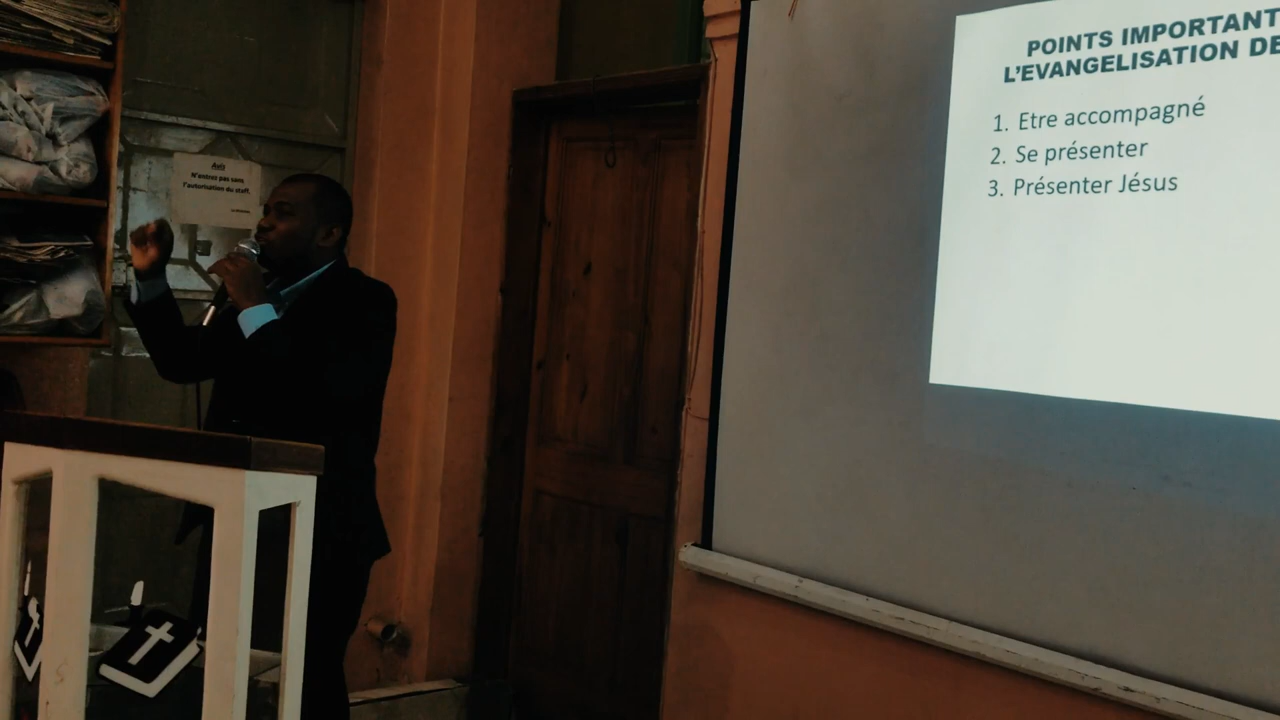 Avis
N'entrez pas sans
l'autorisation du staff.
POINTS IMPORTANT
L'EVANGELISATION DE
1. Etre accompagné
2. Se présenter
3. Présenter Jésus